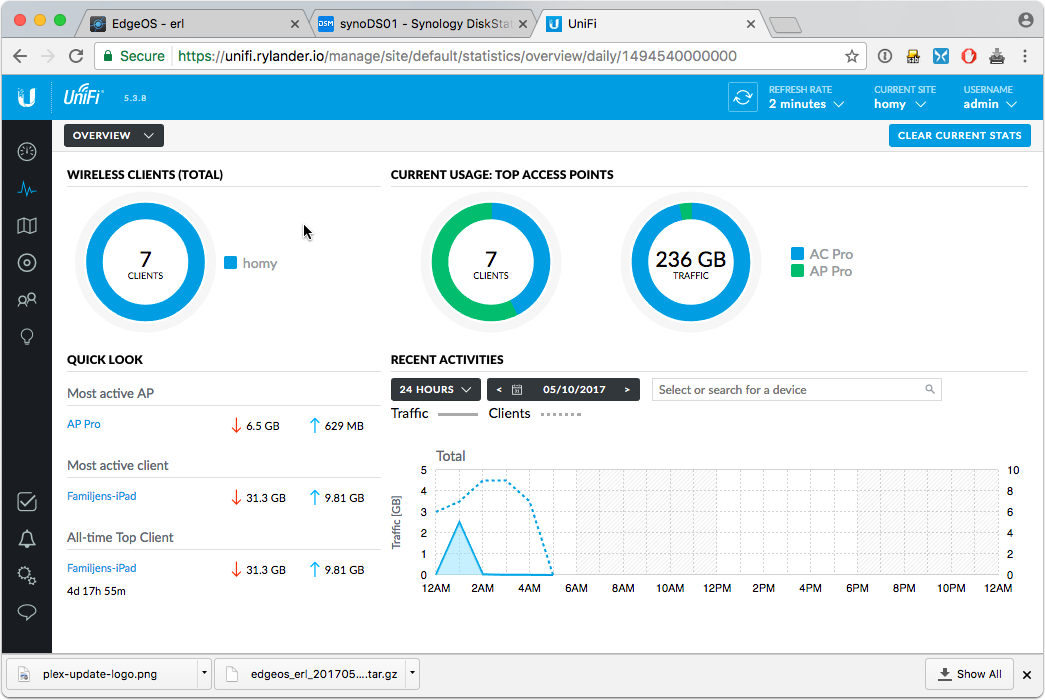 EdgeOS - erl
synoDS01 - Synology DiskStat
UniFi
Secure
https://unifi.rylander.io/manage/site/default/statistics/overview/daily/1494540000000
UniFi
5.3.8
REFRESH RATE
2 minutes
CURRENT SITE
homy
USERNAME
admin
OVERVIEW
CLEAR CURRENT STATS
WIRELESS CLIENTS (TOTAL)
7
CLIENTS
homy
CURRENT USAGE: TOP ACCESS POINTS
7
CLIENTS
236 GB
TRAFFIC
AC Pro
AP Pro
QUICK LOOK
Most active AP
AP Pro 6.5 GB 629 MB
Most active client
Familjens-iPad 31.3 GB 9.81 GB
All-time Top Client
Familjens-iPad 31.3 GB 9.81 GB
4d 17h 55m
RECENT ACTIVITIES
24 HOURS < 05/10/2017 > Select or search for a device
Traffic Clients
Total
Traffic [GB]
5 10
4 8
3 6
2 4
1 2
0 0
12AM 2AM 4AM 6AM 8AM 10AM 12PM 2PM 4PM 6PM 8PM 10PM 12AM
plex-update-logo.png
edgeos_erl_201705....tar.gz
Show All